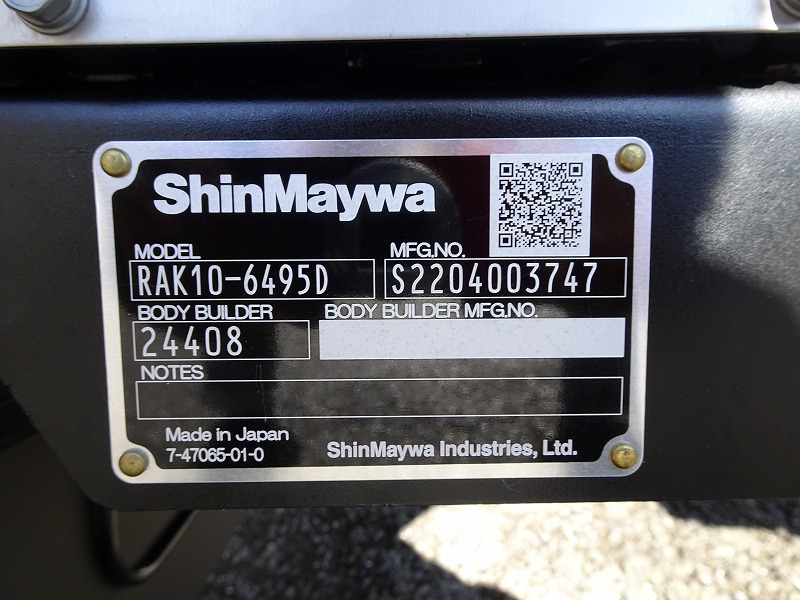 ShinMaywa
MODEL
MFG.NO.
RAK10-6495D
S2204003747
BODY BUILDER
BODY BUILDER MFG.NO.
24408
NOTES
Made in Japan
7-47065-01-0
ShinMaywa Industries, Ltd.